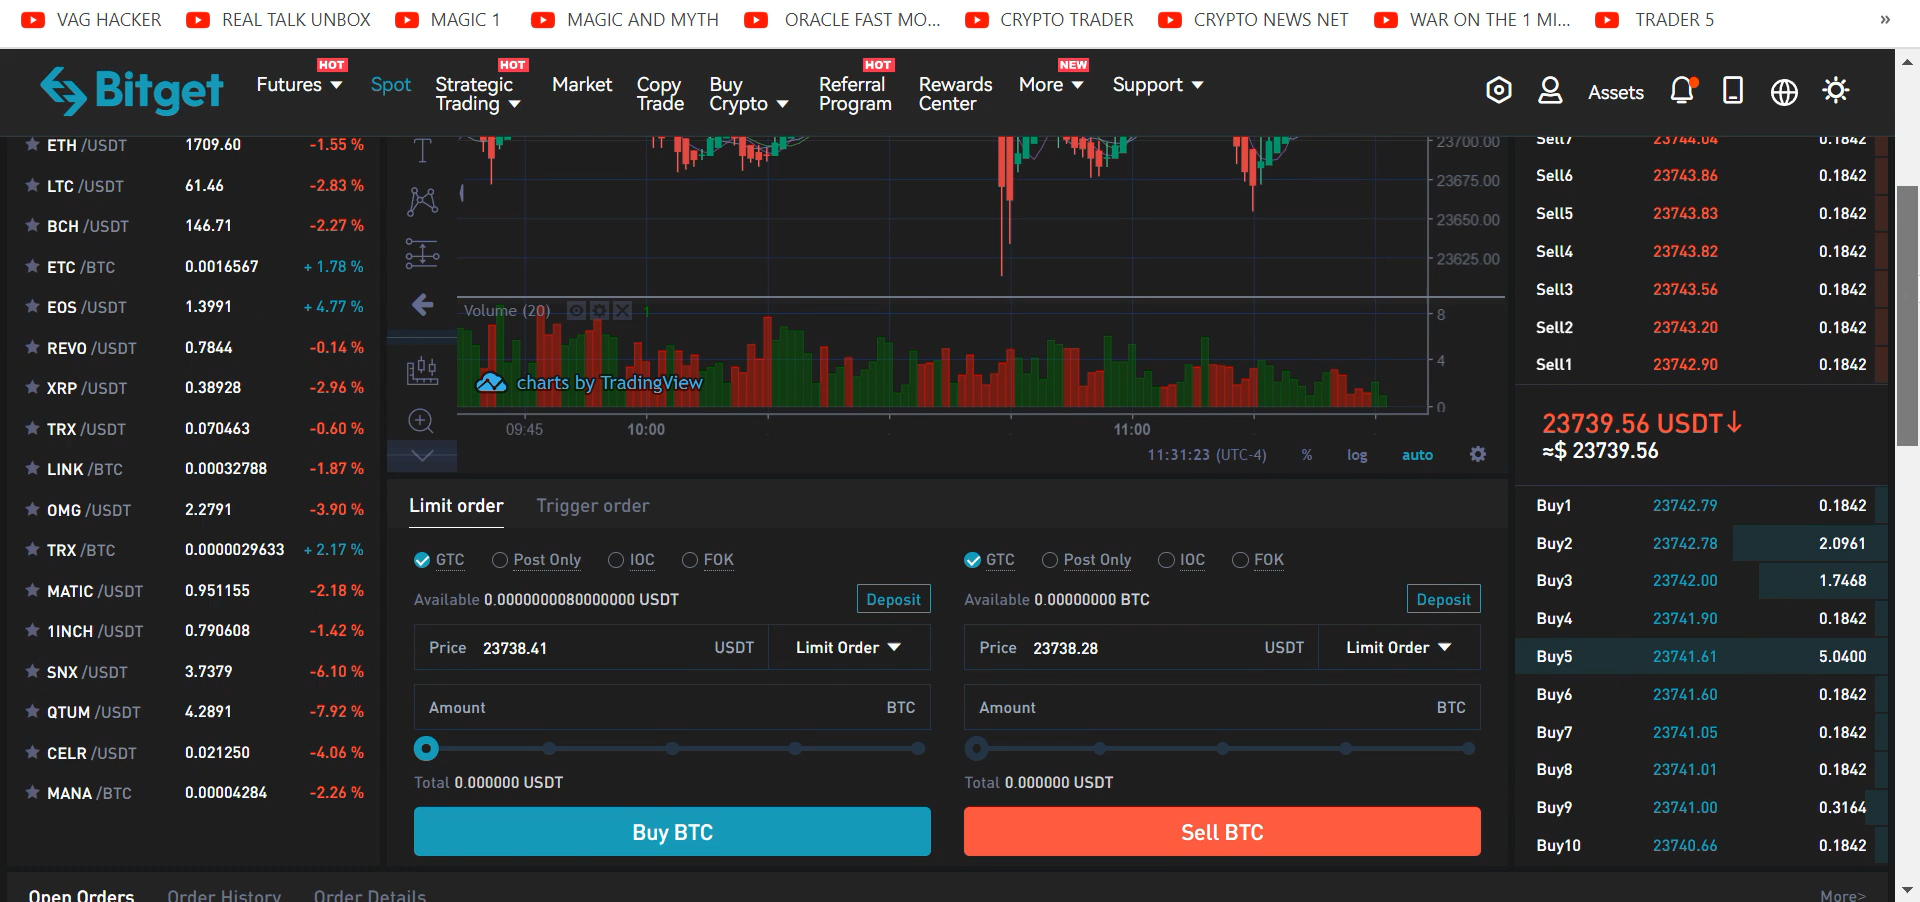 VAG HACKER REAL TALK UNBOX MAGIC 1 MAGIC AND MYTH ORACLE FAST MO... CRYPTO TRADER CRYPTO NEWS NET WAR ON THE 1 MI... TRADER 5 »
HOT HOT HOT NEW
Bitget Futures Spot Strategic Trading Market Copy Trade Buy Crypto Referral Program Rewards Center More Support Assets
ETH /USDT 1709.60 -1.55 %
LTC /USDT 61.46 -2.83 %
BCH /USDT 146.71 -2.27 %
ETC /BTC 0.0016567 + 1.78 %
EOS /USDT 1.3991 + 4.77 %
REVO /USDT 0.7844 -0.14 %
XRP /USDT 0.38928 -2.96 %
TRX /USDT 0.070463 -0.60 %
LINK /BTC 0.00032788 -1.87 %
OMG /USDT 2.2791 -3.90 %
TRX /BTC 0.0000029633 + 2.17 %
MATIC /USDT 0.951155 -2.18 %
1INCH /USDT 0.790608 -1.42 %
SNX /USDT 3.7379 -6.10 %
QTUM /USDT 4.2891 -7.92 %
CELR /USDT 0.021250 -4.06 %
MANA /BTC 0.00004284 -2.26 %
23700.00
23675.00
23650.00
23625.00
Volume (20) 1
8
4
0
charts by TradingView
09:45 10:00 11:00
11:31:23 (UTC-4) % log auto
Limit order Trigger order
GTC Post Only IOC FOK
Available 0.0000000080000000 USDT Deposit
Price 23738.41 USDT Limit Order
Amount BTC
Total 0.000000 USDT
Buy BTC
GTC Post Only IOC FOK
Available 0.00000000 BTC Deposit
Price 23738.28 USDT Limit Order
Amount BTC
Total 0.000000 USDT
Sell BTC
Sell7 23744.04 0.1842
Sell6 23743.86 0.1842
Sell5 23743.83 0.1842
Sell4 23743.82 0.1842
Sell3 23743.56 0.1842
Sell2 23743.20 0.1842
Sell1 23742.90 0.1842
23739.56 USDT↓
≈$ 23739.56
Buy1 23742.79 0.1842
Buy2 23742.78 2.0961
Buy3 23742.00 1.7468
Buy4 23741.90 0.1842
Buy5 23741.61 5.0400
Buy6 23741.60 0.1842
Buy7 23741.05 0.1842
Buy8 23741.01 0.1842
Buy9 23741.00 0.3164
Buy10 23740.66 0.1842
Open Orders Order History Order Details More>